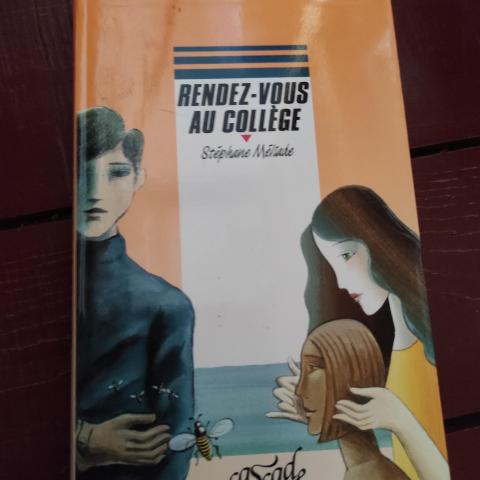 RENDEZ-VOUS
AU COLLÈGE
Stéphane Méliade
cascade